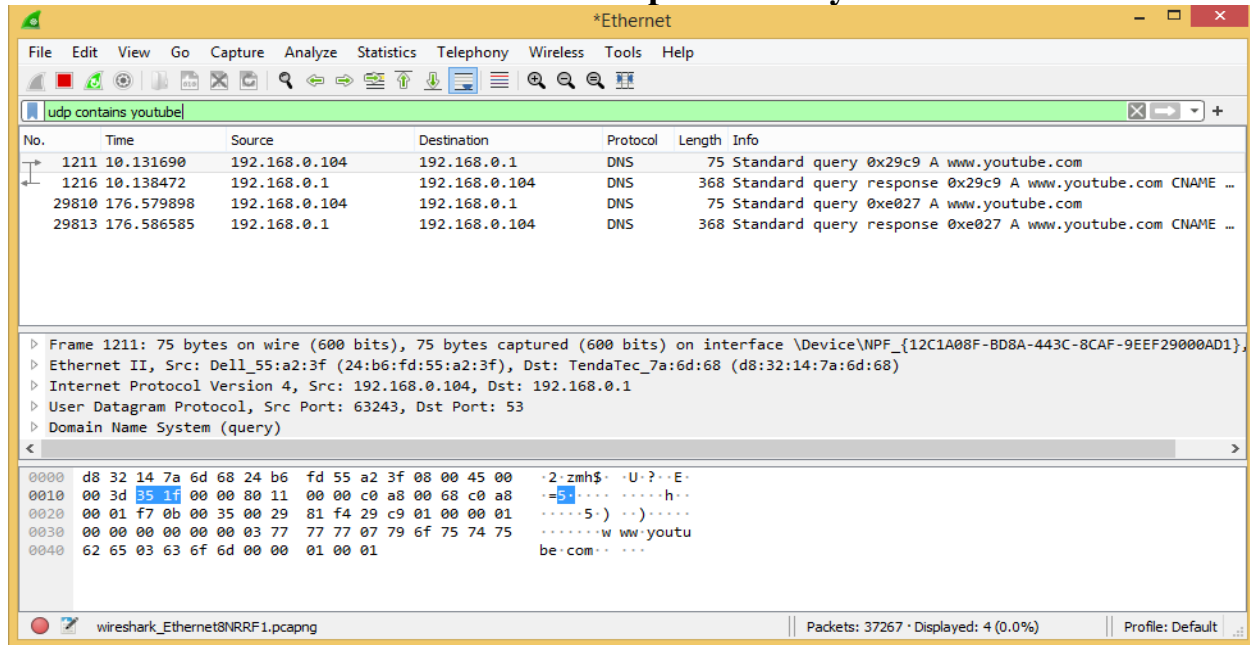 *Ethernet
File Edit View Go Capture Analyze Statistics Telephony Wireless Tools Help
udp contains youtube
No. Time Source Destination Protocol Length Info
1211 10.131690 192.168.0.104 192.168.0.1 DNS 75 Standard query 0x29c9 A www.youtube.com
1216 10.138472 192.168.0.1 192.168.0.104 DNS 368 Standard query response 0x29c9 A www.youtube.com CNAME …
29810 176.579898 192.168.0.104 192.168.0.1 DNS 75 Standard query 0xe027 A www.youtube.com
29813 176.586585 192.168.0.1 192.168.0.104 DNS 368 Standard query response 0xe027 A www.youtube.com CNAME …
Frame 1211: 75 bytes on wire (600 bits), 75 bytes captured (600 bits) on interface \Device\NPF_{12C1A08F-BD8A-443C-8CAF-9EEF29000AD1},
Ethernet II, Src: Dell_55:a2:3f (24:b6:fd:55:a2:3f), Dst: TendaTec_7a:6d:68 (d8:32:14:7a:6d:68)
Internet Protocol Version 4, Src: 192.168.0.104, Dst: 192.168.0.1
User Datagram Protocol, Src Port: 63243, Dst Port: 53
Domain Name System (query)
0000 d8 32 14 7a 6d 68 24 b6 fd 55 a2 3f 08 00 45 00 ·2·zmh$· ·U·?··E·
0010 00 3d 35 1f 00 00 80 11 00 00 c0 a8 00 68 c0 a8 ·=5····· ·····h··
0020 00 01 f7 0b 00 35 00 29 81 f4 29 c9 01 00 00 01 ·····5·) ··)·····
0030 00 00 00 00 00 00 03 77 77 77 07 79 6f 75 74 75 ·······w ww·youtu
0040 62 65 03 63 6f 6d 00 00 01 00 01 be·com·· ···
wireshark_Ethernet8NRRF1.pcapng Packets: 37267 · Displayed: 4 (0.0%) Profile: Default